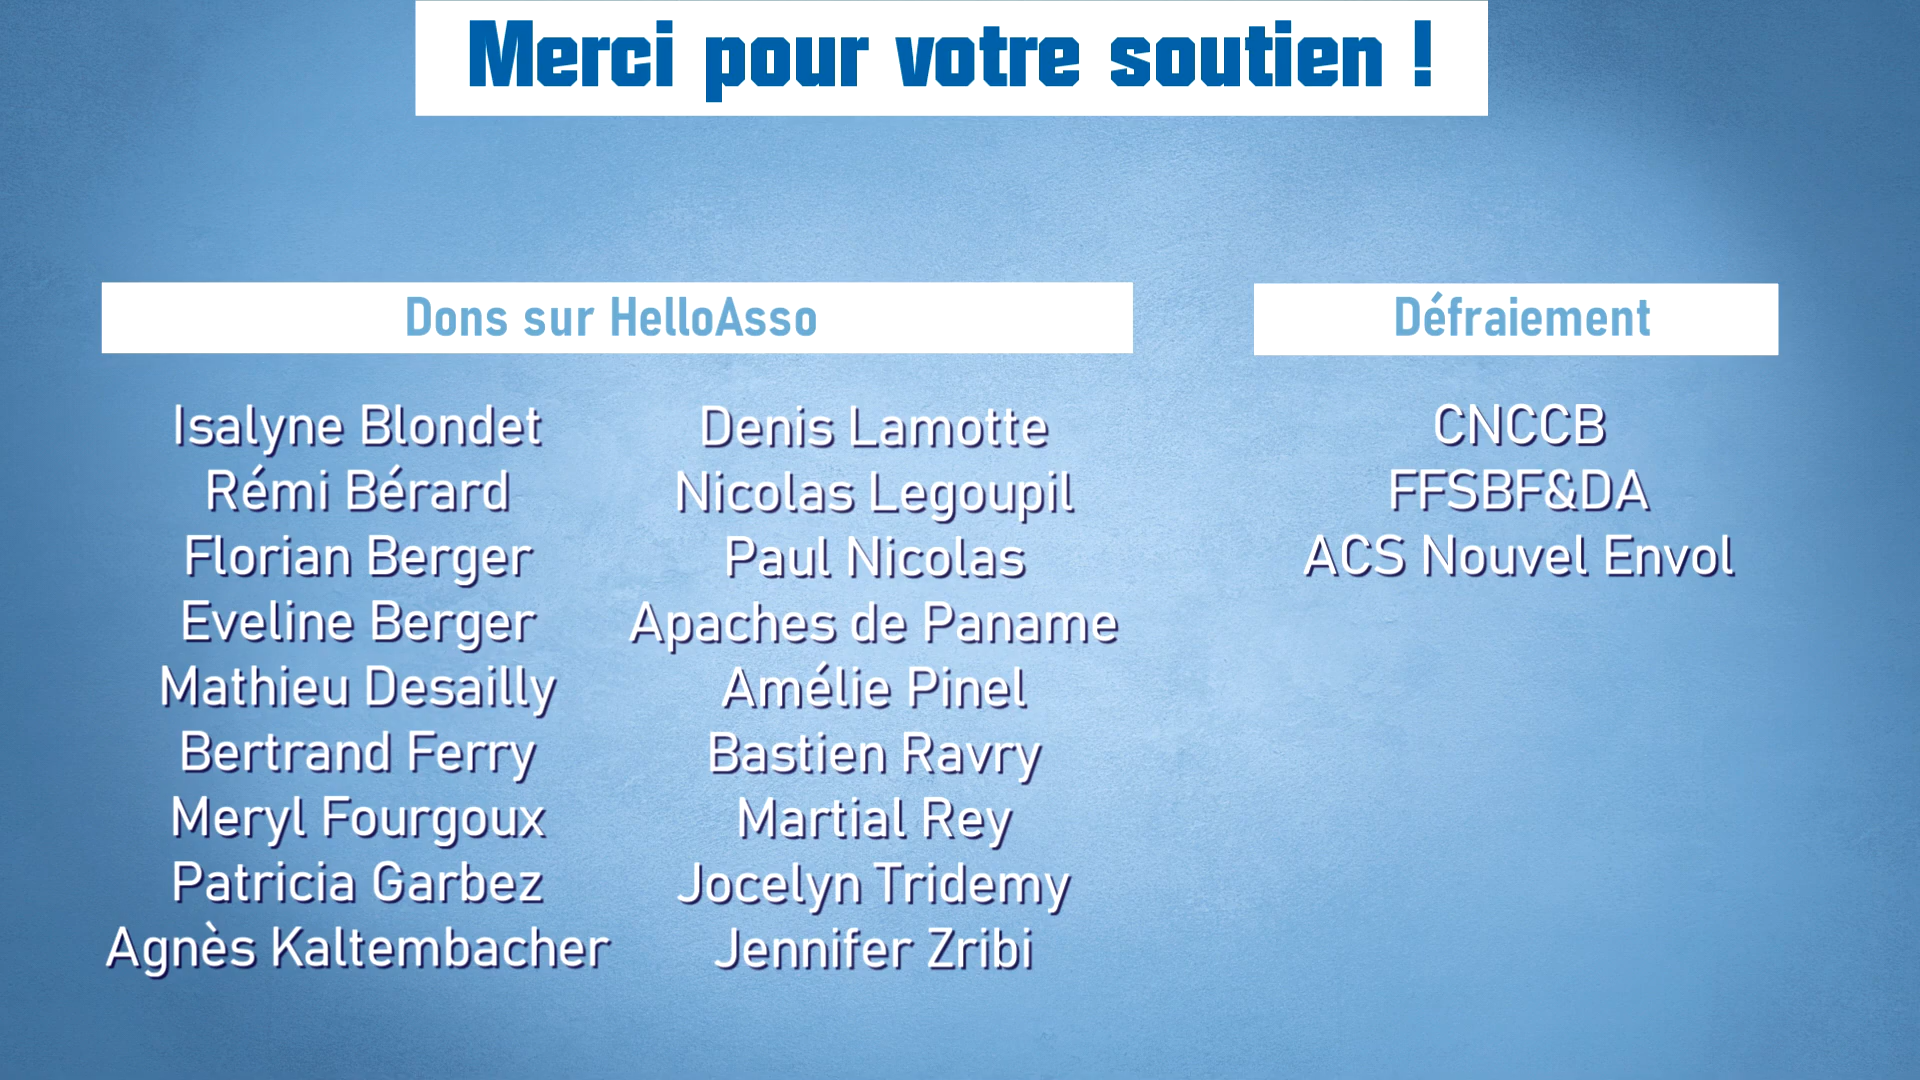 Merci pour votre soutien !
Dons sur HelloAsso
Isalyne Blondet
Rémi Bérard
Florian Berger
Eveline Berger
Mathieu Desailly
Bertrand Ferry
Meryl Fourgoux
Patricia Garbez
Agnès Kaltembacher
Denis Lamotte
Nicolas Legoupil
Paul Nicolas
Apaches de Paname
Amélie Pinel
Bastien Ravry
Martial Rey
Jocelyn Tridemy
Jennifer Zribi
Défraiement
CNCCB
FFSBF&DA
ACS Nouvel Envol